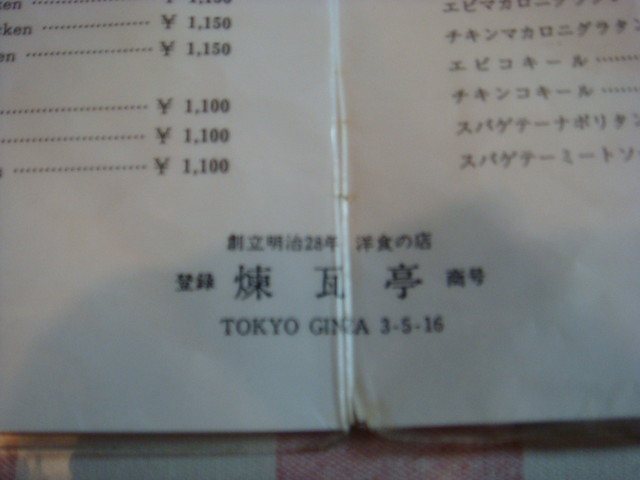 ¥ 1,150
cken ¥ 1,150
en ¥ 1,150
¥ 1,100
¥ 1,100
¥ 1,100
エビマカロニグラタン
チキンマカロニグラタン
エビコキール
チキンコキール
スパゲテーナポリタン
スパゲテーミートソ
創立明治28年 洋食の店
登録 煉瓦亭 商号
TOKYO GINZA 3-5-16